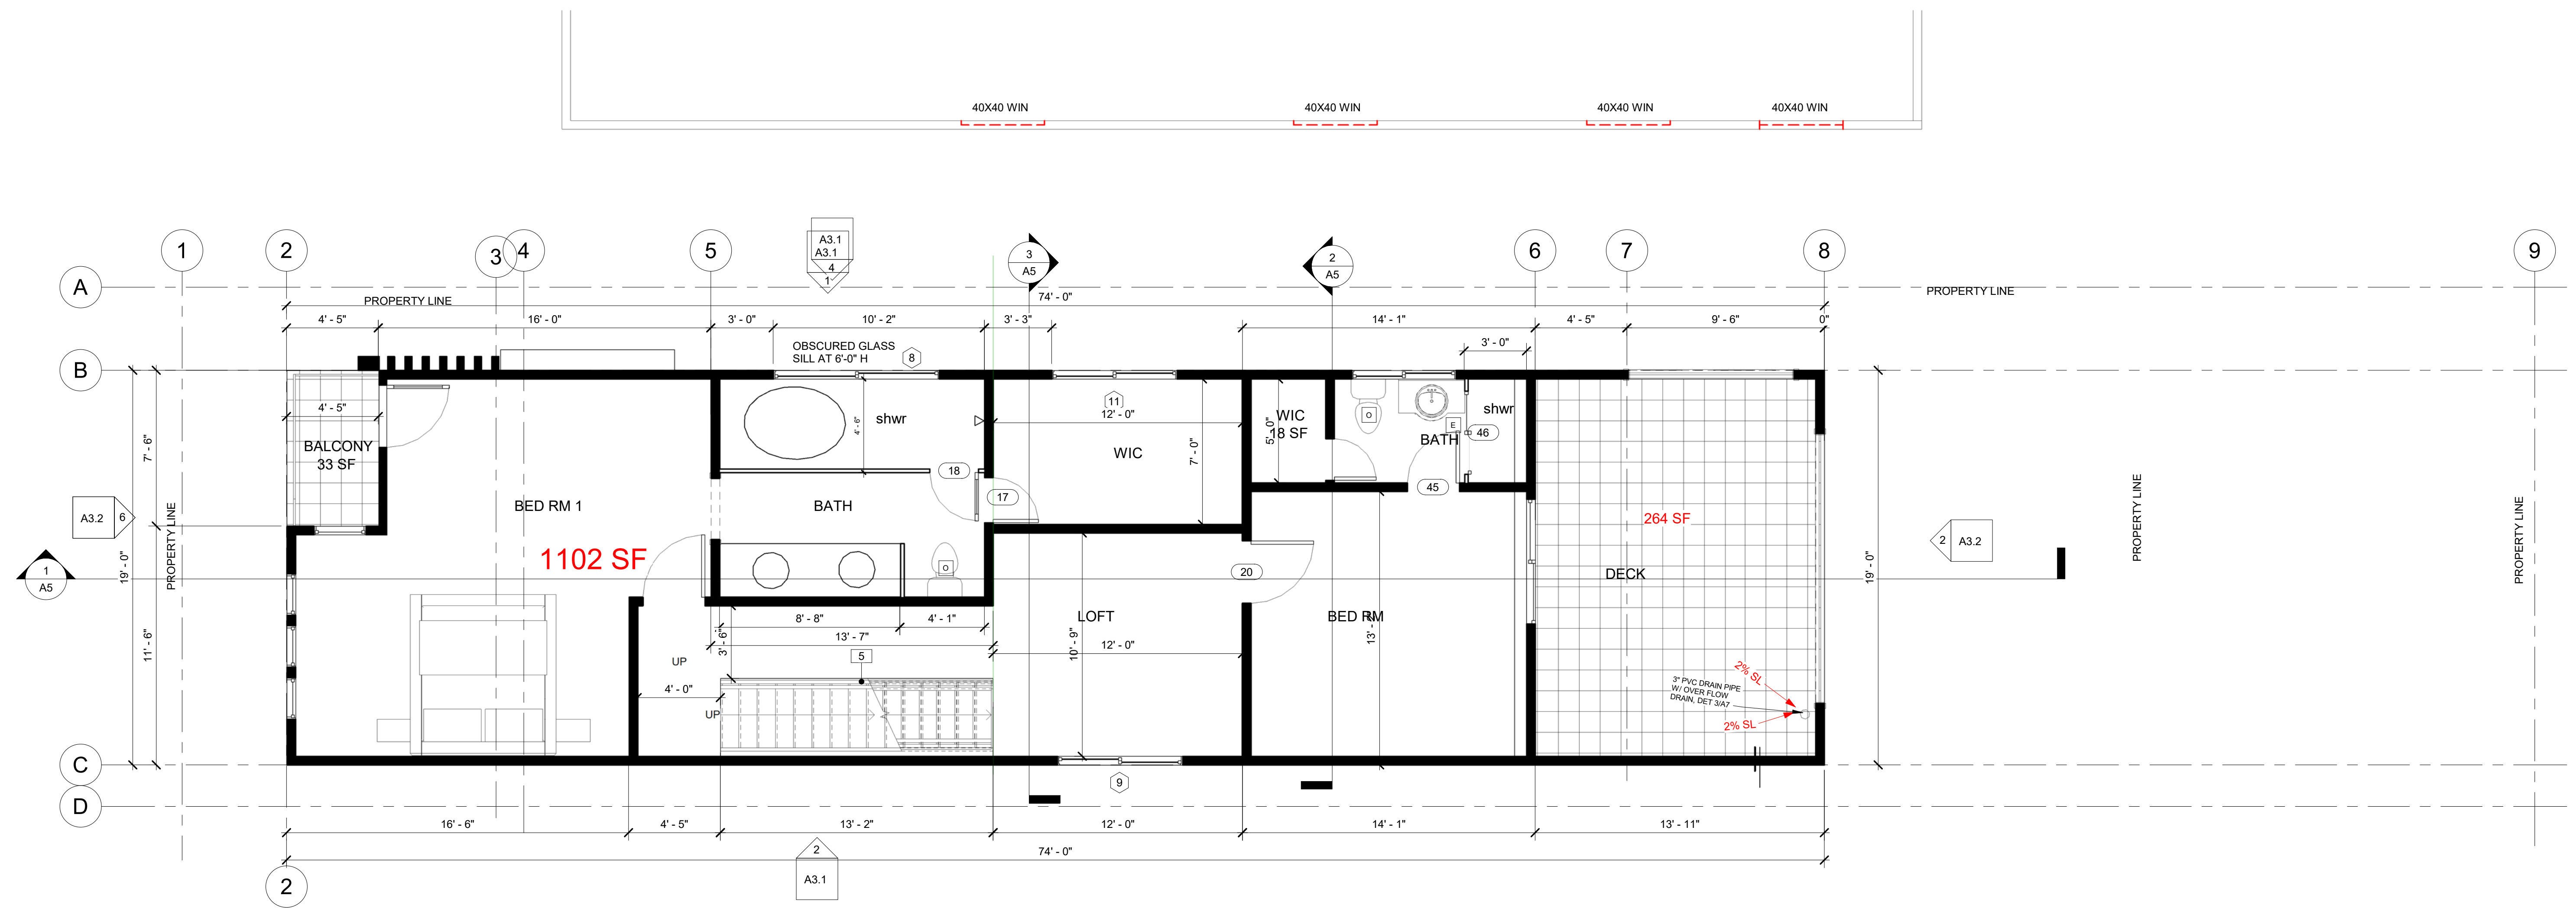 40X40 WIN
40X40 WIN
40X40 WIN
40X40 WIN
1
2
3
4
5
A3.1
A3.1
4
1
3
A5
2
A5
6
7
8
9
A
PROPERTY LINE
74' - 0"
PROPERTY LINE
4' - 5"
16' - 0"
3' - 0"
10' - 2"
3' - 3"
14' - 1"
4' - 5"
9' - 6"
0"
OBSCURED GLASS
SILL AT 6'-0" H
8
3' - 0"
B
4' - 5"
BALCONY
33 SF
7' - 6"
shwr
4' - 6"
11
12' - 0"
WIC
7' - 0"
WIC
18 SF
5' - 0"
O
E
BATH
shwr
46
45
18
17
BED RM 1
BATH
1102 SF
A3.2
6
1
A5
19' - 0"
PROPERTY LINE
11' - 6"
O
20
264 SF
DECK
2
A3.2
19' - 0"
PROPERTY LINE
PROPERTY LINE
LOFT
BED RM
8' - 8"
4' - 1"
13' - 7"
3' - 6"
12' - 0"
10' - 9"
UP
5
4' - 0"
UP
2% SL
3" PVC DRAIN PIPE
W/ OVER FLOW
DRAIN, DET 3/A7
2% SL
C
9
D
16' - 6"
4' - 5"
13' - 2"
12' - 0"
14' - 1"
13' - 11"
74' - 0"
2
A3.1
2